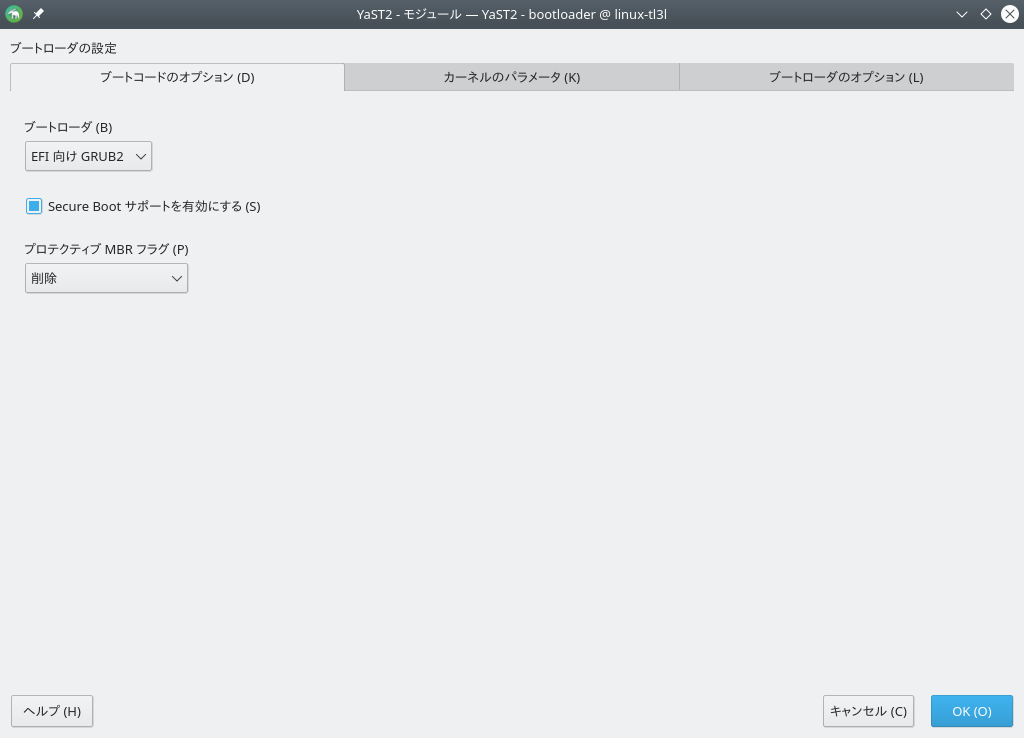 YaST2 - モジュール — YaST2 - bootloader @ linux-tl3l
ブートローダの設定
ブートコードのオプション (D)
カーネルのパラメータ (K)
ブートローダのオプション (L)
ブートローダ (B)
EFI 向け GRUB2
Secure Boot サポートを有効にする (S)
プロテクティブ MBR フラグ (P)
削除
ヘルプ (H)
キャンセル (C)
OK (O)